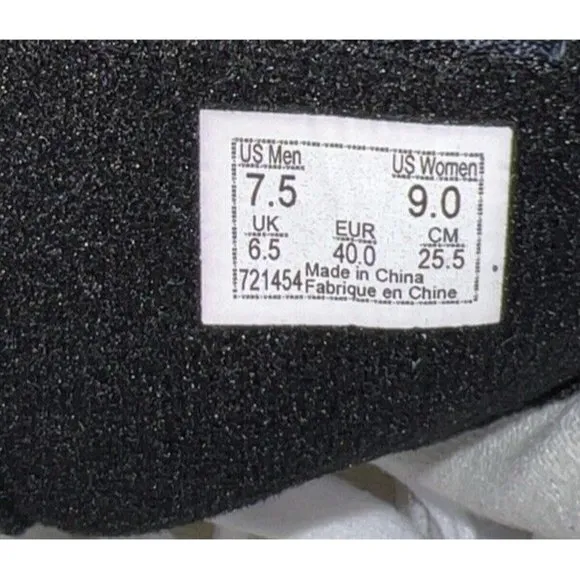 US Men US Women
7.5 9.0
UK EUR CM
6.5 40.0 25.5
721454 Made in China
Fabrique en Chine